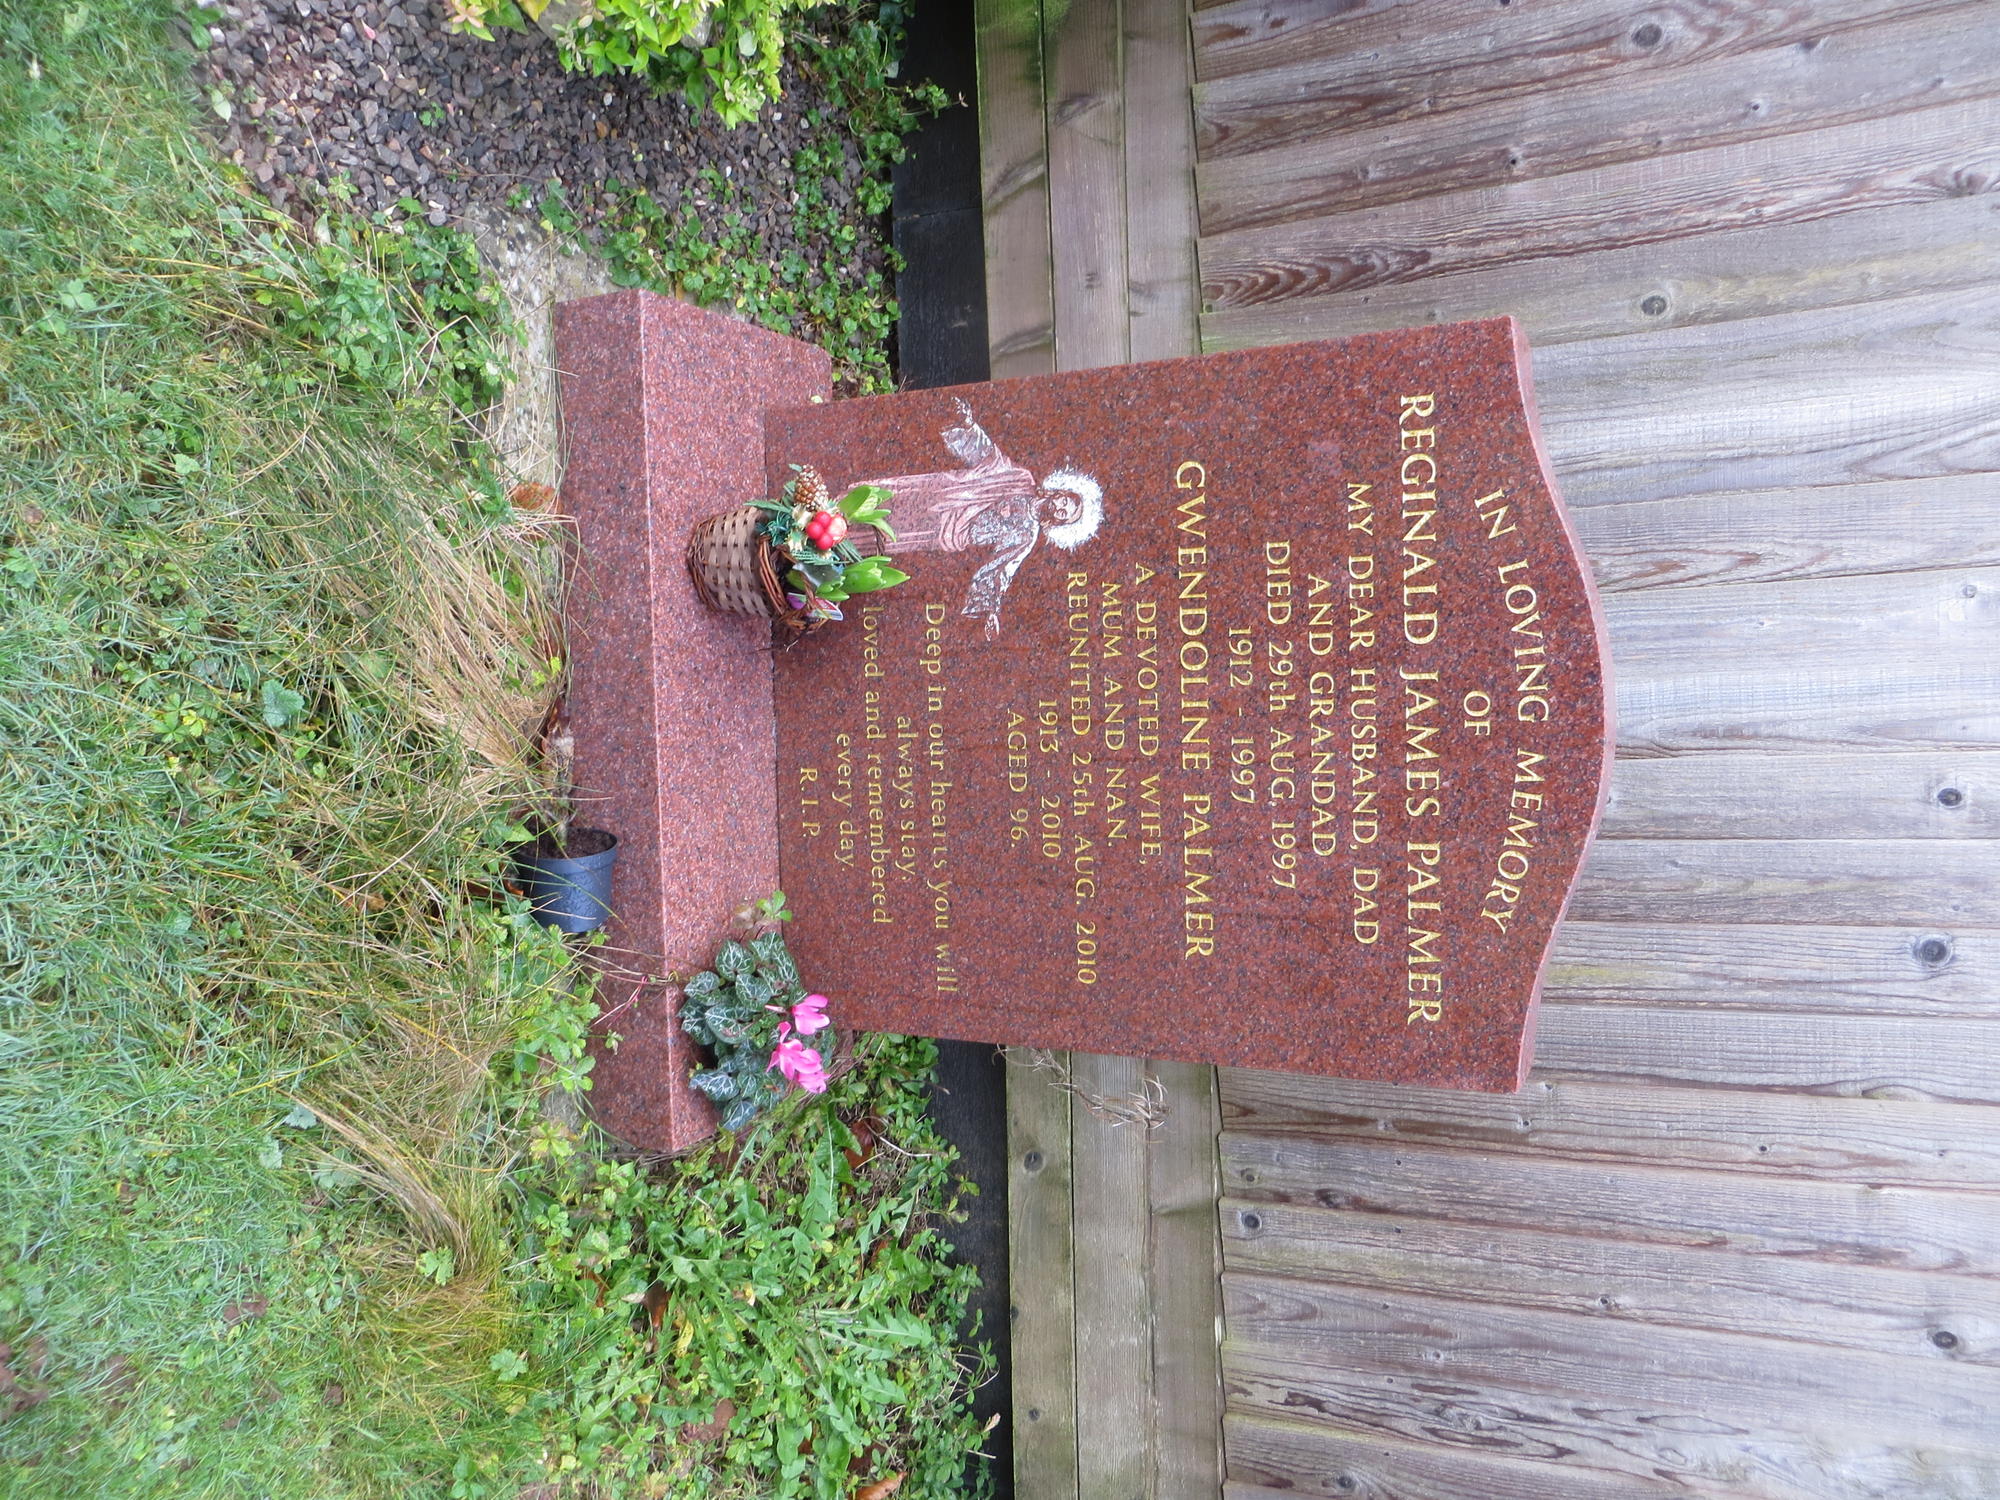 IN LOVING MEMORY
OF
REGINALD JAMES PALMER
MY DEAR HUSBAND, DAD
AND GRANDAD
DIED 29th AUG, 1997
1912 - 1997
GWENDOLINE PALMER
A DEVOTED WIFE,
MUM AND NAN.
REUNITED 25th AUG. 2010
1913 - 2010
AGED 96.
Deep in our hearts you will
always stay.
loved and remembered
every day.
R.I.P.